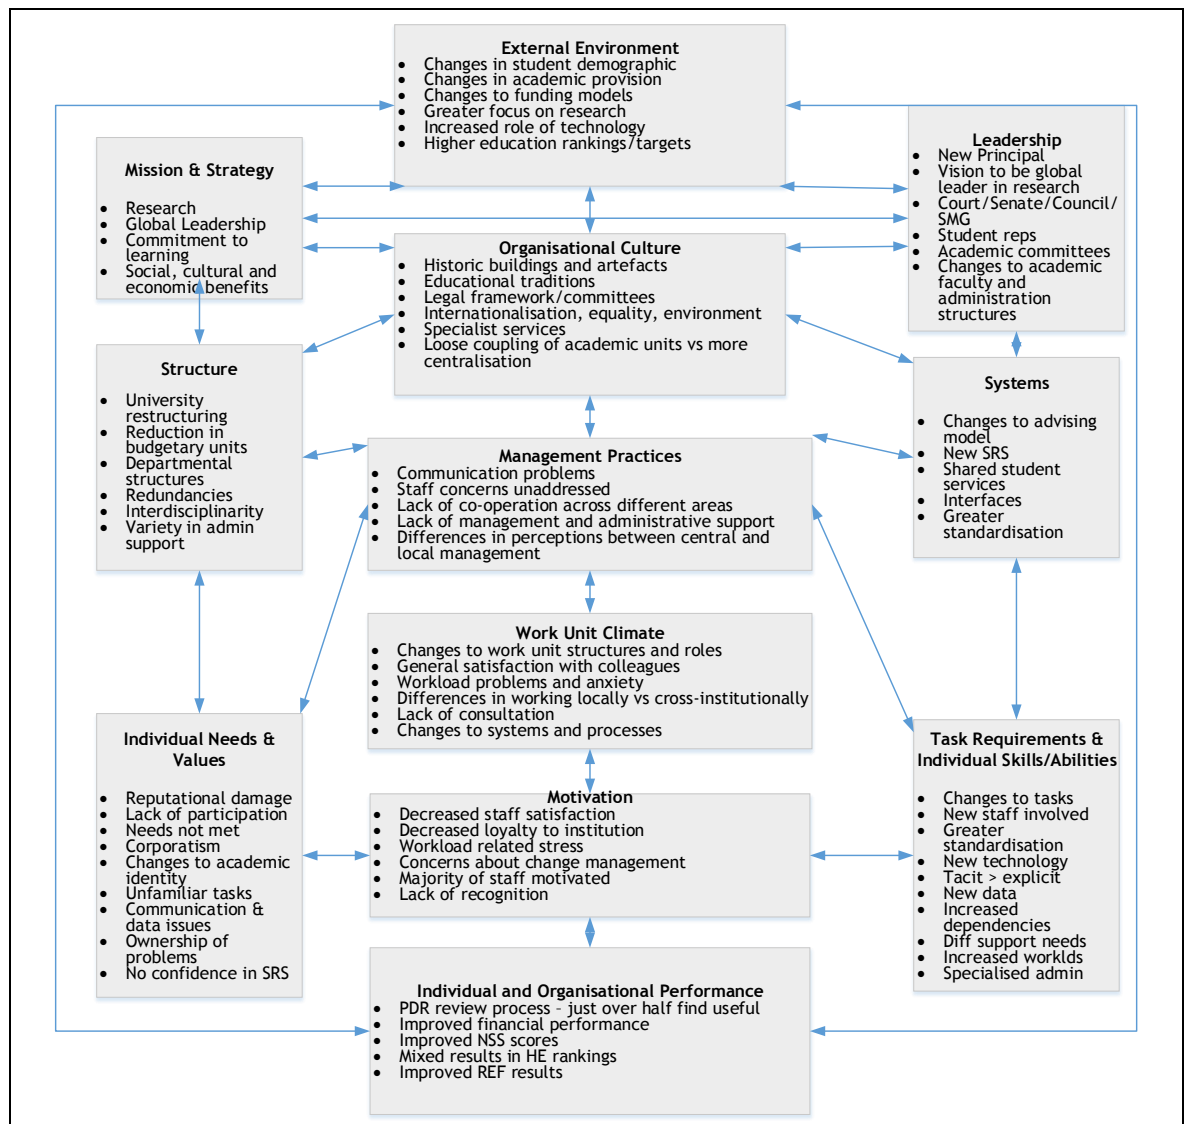 External Environment
• Changes in student demographic
• Changes in academic provision
• Changes to funding models
• Greater focus on research
• Increased role of technology
• Higher education rankings/targets
Mission & Strategy
• Research
• Global Leadership
• Commitment to
learning
• Social, cultural and
economic benefits
Leadership
• New Principal
• Vision to be global
leader in research
• Court/Senate/Council/
SMG
• Student reps
• Academic committees
• Changes to academic
faculty and
administration
structures
Organisational Culture
• Historic buildings and artefacts
• Educational traditions
• Legal framework/committees
• Internationalisation, equality, environment
• Specialist services
• Loose coupling of academic units vs more
centralisation
Structure
• University
restructuring
• Reduction in
budgetary units
• Departmental
structures
• Redundancies
• Interdisciplinarity
• Variety in admin
support
Systems
• Changes to advising
model
• New SRS
• Shared student
services
• Interfaces
• Greater
standardisation
Management Practices
• Communication problems
• Staff concerns unaddressed
• Lack of co-operation across different areas
• Lack of management and administrative support
• Differences in perceptions between central and
local management
Work Unit Climate
• Changes to work unit structures and roles
• General satisfaction with colleagues
• Workload problems and anxiety
• Differences in working locally vs cross-institutionally
• Lack of consultation
• Changes to systems and processes
Individual Needs &
Values
• Reputational damage
• Lack of participation
• Needs not met
• Corporatism
• Changes to academic
identity
• Unfamiliar tasks
• Communication &
data issues
• Ownership of
problems
• No confidence in SRS
Task Requirements &
Individual Skills/Abilities
• Changes to tasks
• New staff involved
• Greater
standardisation
• New technology
• Tacit > explicit
• New data
• Increased
dependencies
• Diff support needs
• Increased worklds
• Specialised admin
Motivation
• Decreased staff satisfaction
• Decreased loyalty to institution
• Workload related stress
• Concerns about change management
• Majority of staff motivated
• Lack of recognition
Individual and Organisational Performance
• PDR review process – just over half find useful
• Improved financial performance
• Improved NSS scores
• Mixed results in HE rankings
• Improved REF results